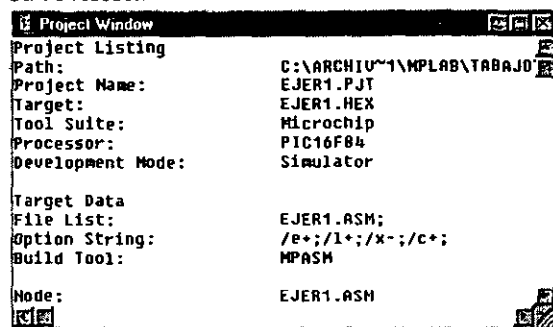 Project Window
Project Listing
Path: C:\ARCHIV~1\MPLAB\TABAJO~
Project Name: EJER1.PJT
Target: EJER1.HEX
Tool Suite: Microchip
Processor: PIC16F84
Development Mode: Simulator
Target Data
File List: EJER1.ASM;
Option String: /e+;/l+;/x-;/c+;
Build Tool: MPASM
Node: EJER1.ASM